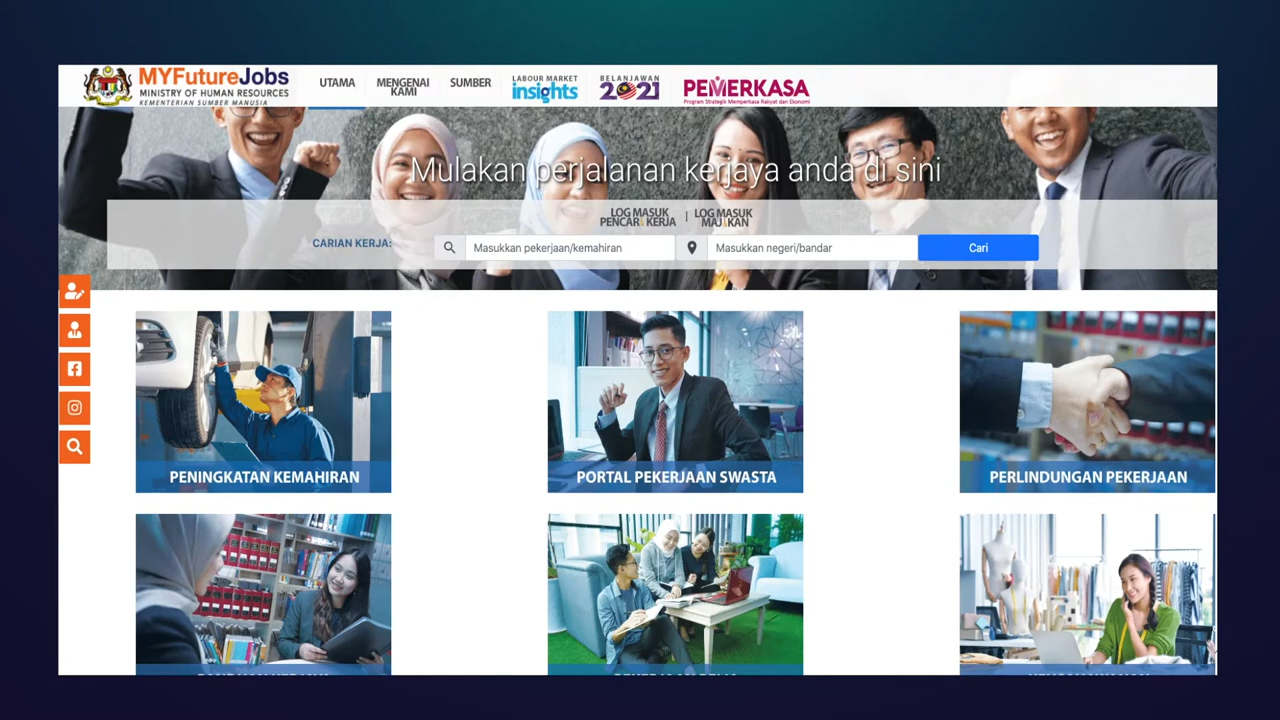 MYFutureJobs
MINISTRY OF HUMAN RESOURCES
KEMENTERIAN SUMBER MANUSIA
UTAMA
MENGENAI
KAMI
SUMBER
LABOUR MARKET
insights
BELANJAWAN
2021
PEMERKASA
Program Strategik Memperkasa Rakyat dan Ekonomi
Mulakan perjalanan kerjaya anda di sini
LOG MASUK
PENCARI KERJA
|
LOG MASUK
MAJIKAN
CARIAN KERJA:
Masukkan pekerjaan/kemahiran
Masukkan negeri/bandar
Cari
PENINGKATAN KEMAHIRAN
PORTAL PEKERJAAN SWASTA
PERLINDUNGAN PEKERJAAN